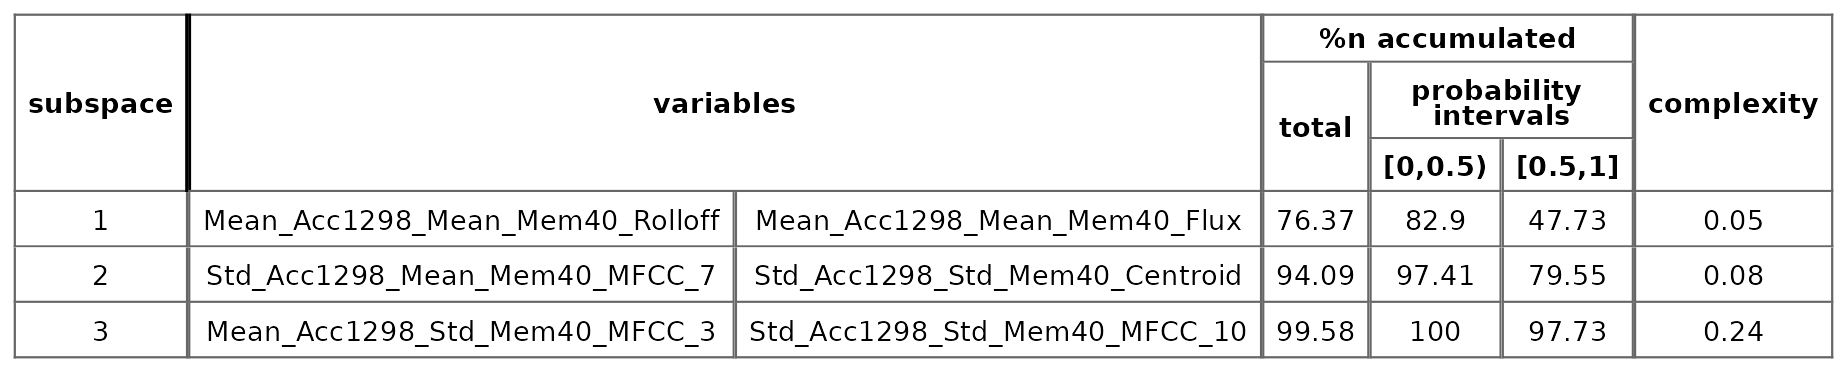 subspace variables %n accumulated complexity
total probability intervals
[0,0.5) [0.5,1]
1 Mean_Acc1298_Mean_Mem40_Rolloff Mean_Acc1298_Mean_Mem40_Flux 76.37 82.9 47.73 0.05
2 Std_Acc1298_Mean_Mem40_MFCC_7 Std_Acc1298_Std_Mem40_Centroid 94.09 97.41 79.55 0.08
3 Mean_Acc1298_Std_Mem40_MFCC_3 Std_Acc1298_Std_Mem40_MFCC_10 99.58 100 97.73 0.24